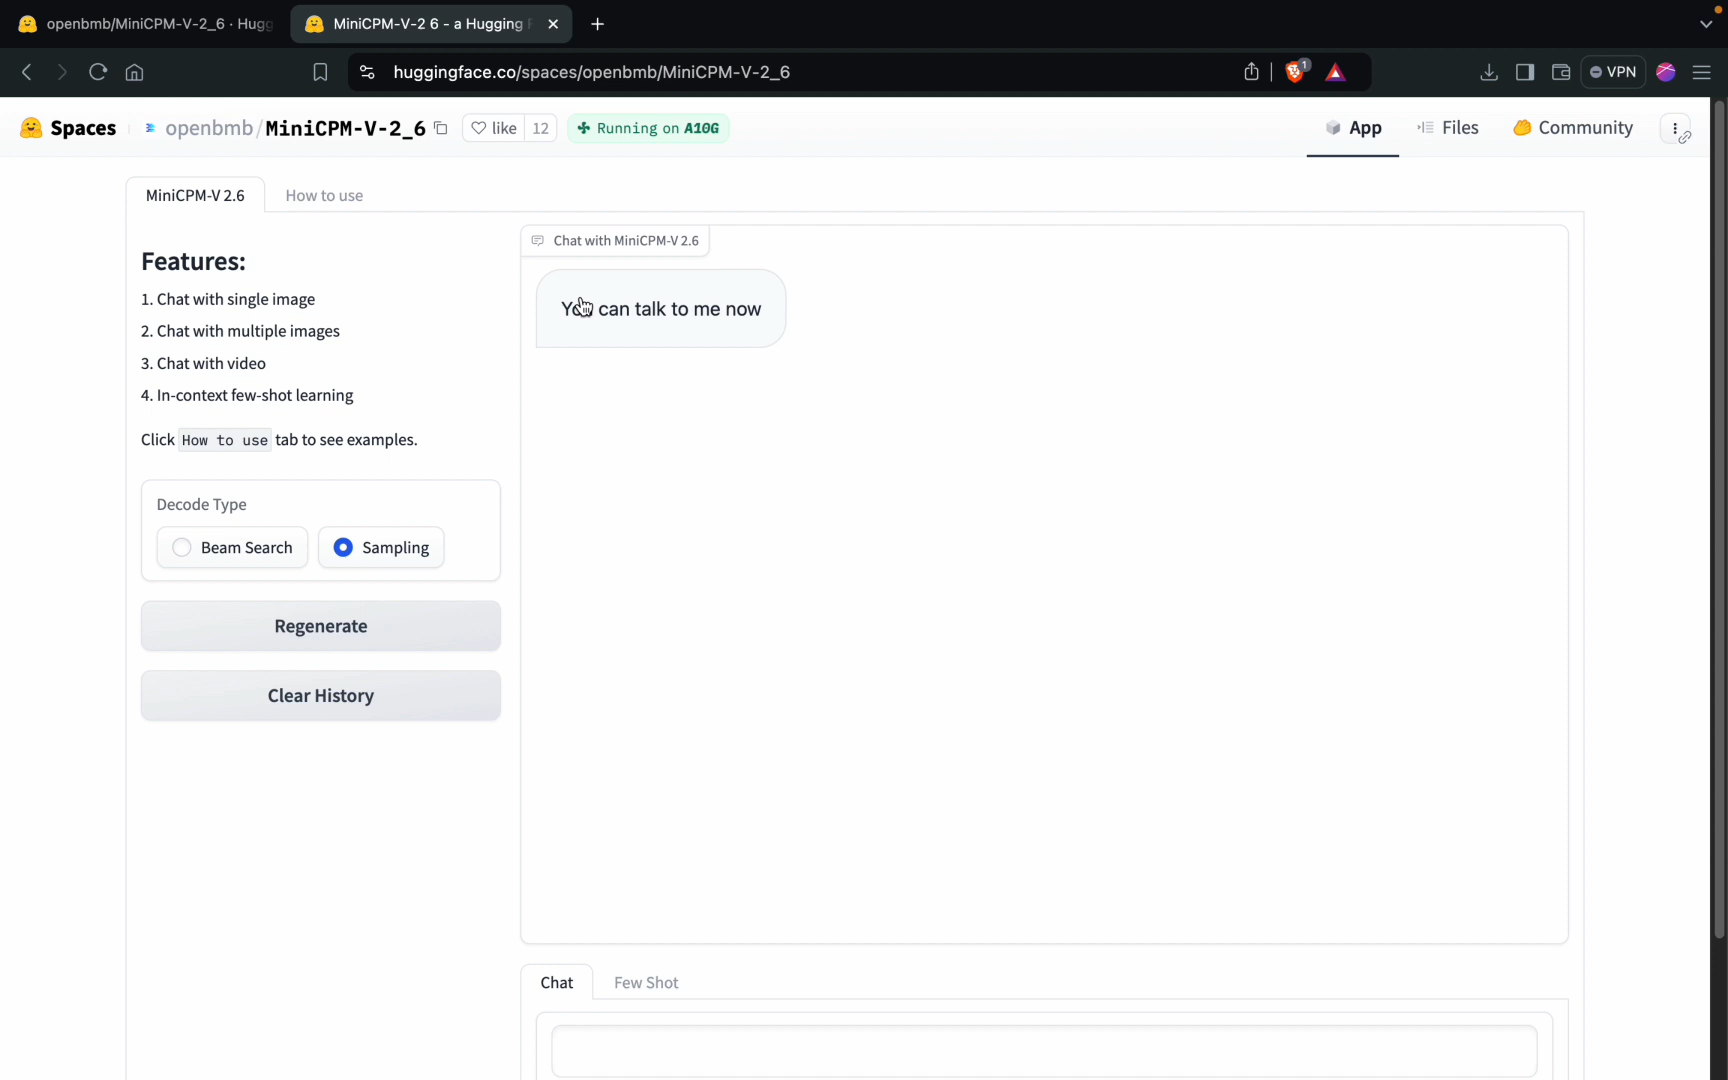 openbmb/MiniCPM-V-2_6 · Hugg
MiniCPM-V-2 6 - a Hugging F
huggingface.co/spaces/openbmb/MiniCPM-V-2_6
1
VPN
Spaces
openbmb/MiniCPM-V-2_6
like 12
Running on A10G
App
Files
Community
MiniCPM-V 2.6
How to use
Features:
1. Chat with single image
2. Chat with multiple images
3. Chat with video
4. In-context few-shot learning
Click How to use tab to see examples.
Decode Type
Beam Search
Sampling
Regenerate
Clear History
Chat with MiniCPM-V 2.6
You can talk to me now
Chat
Few Shot